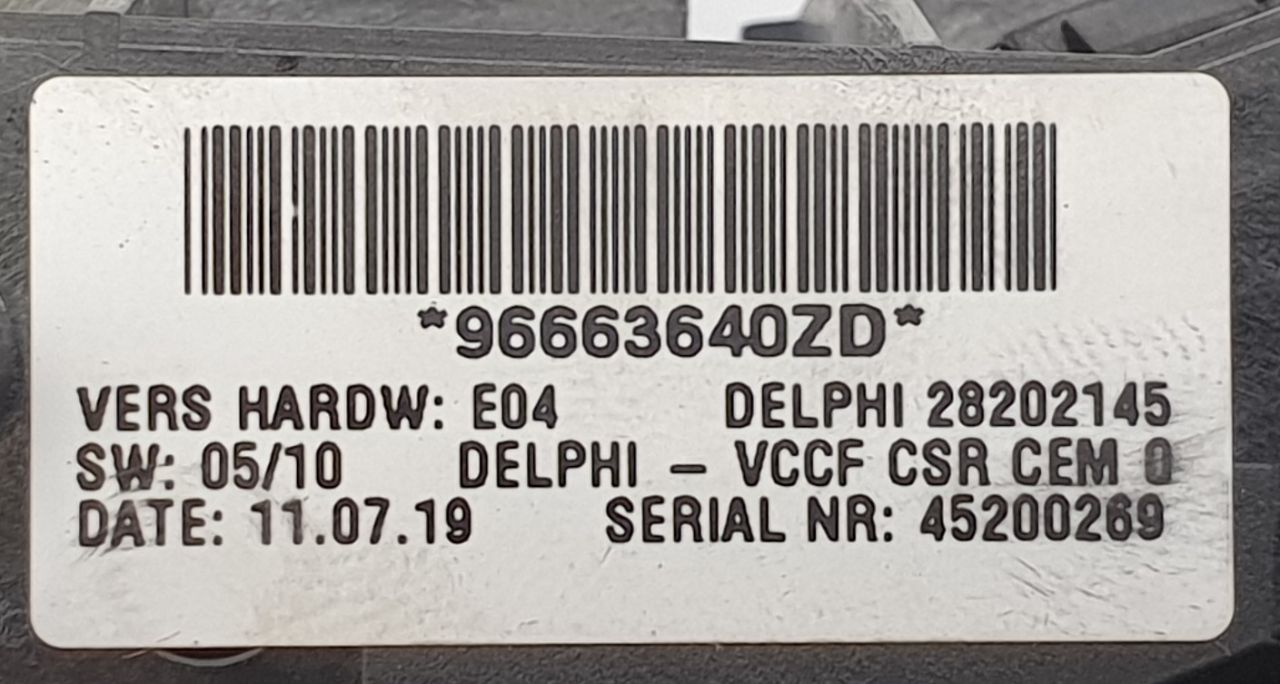 *96663640ZD*
VERS HARDW: E04 DELPHI 28202145
SW: 05/10 DELPHI – VCCF CSR CEM 0
DATE: 11.07.19 SERIAL NR: 45200269